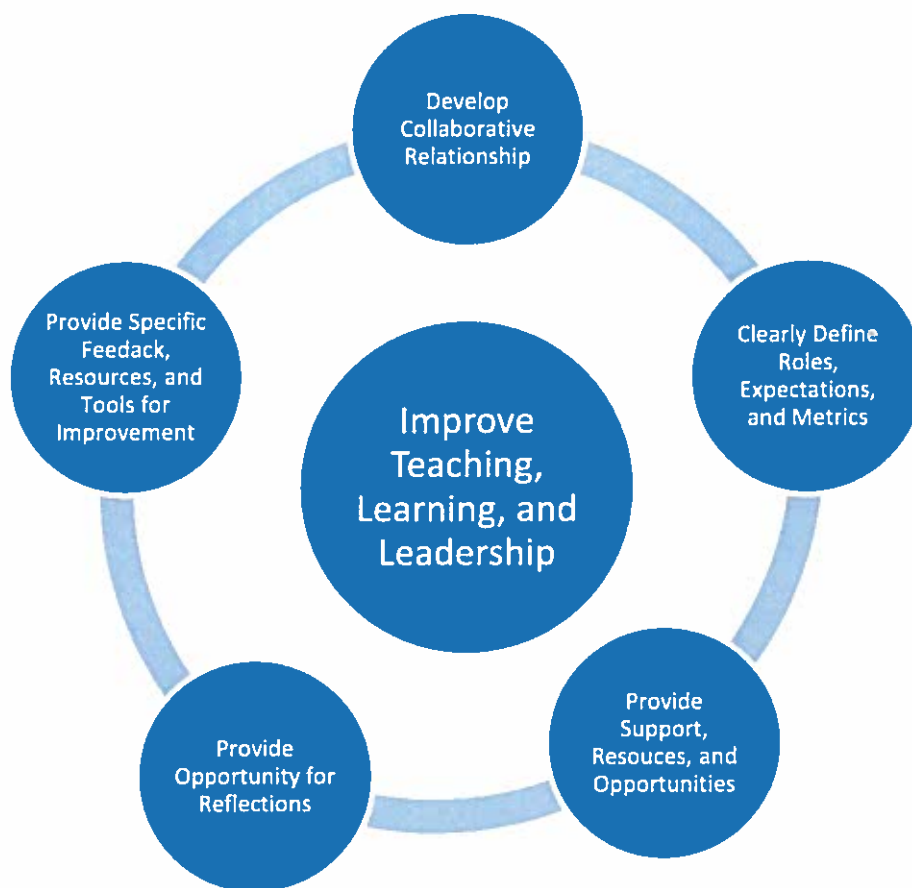 Develop
Collaborative
Relationship
Clearly Define
Roles,
Expectations,
and Metrics
Provide
Support,
Resouces, and
Opportunities
Provide
Opportunity for
Reflections
Provide Specific
Feedack,
Resources, and
Tools for
Improvement
Improve
Teaching,
Learning, and
Leadership